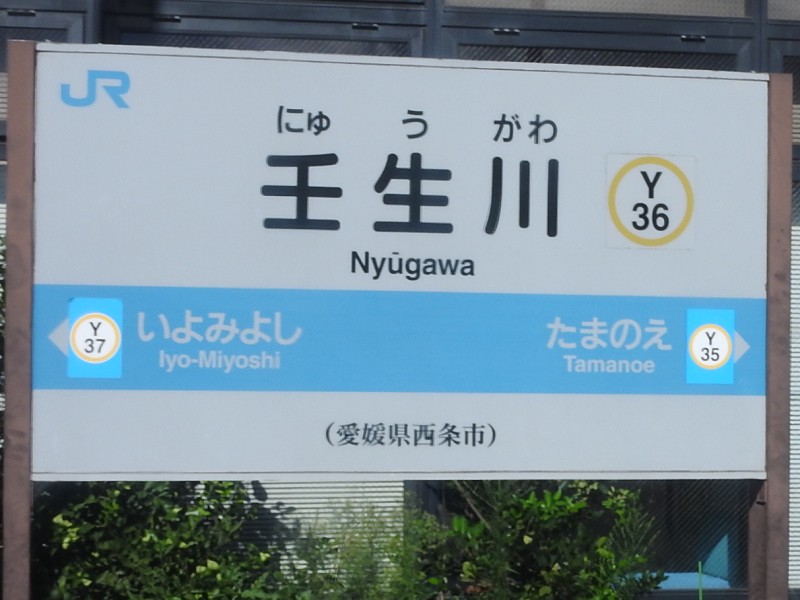 JR
にゅうがわ
壬生川
Y
36
Nyūgawa
Y
37
いよみよし
Iyo-Miyoshi
たまのえ
Tamanoe
Y
35
(愛媛県西条市)